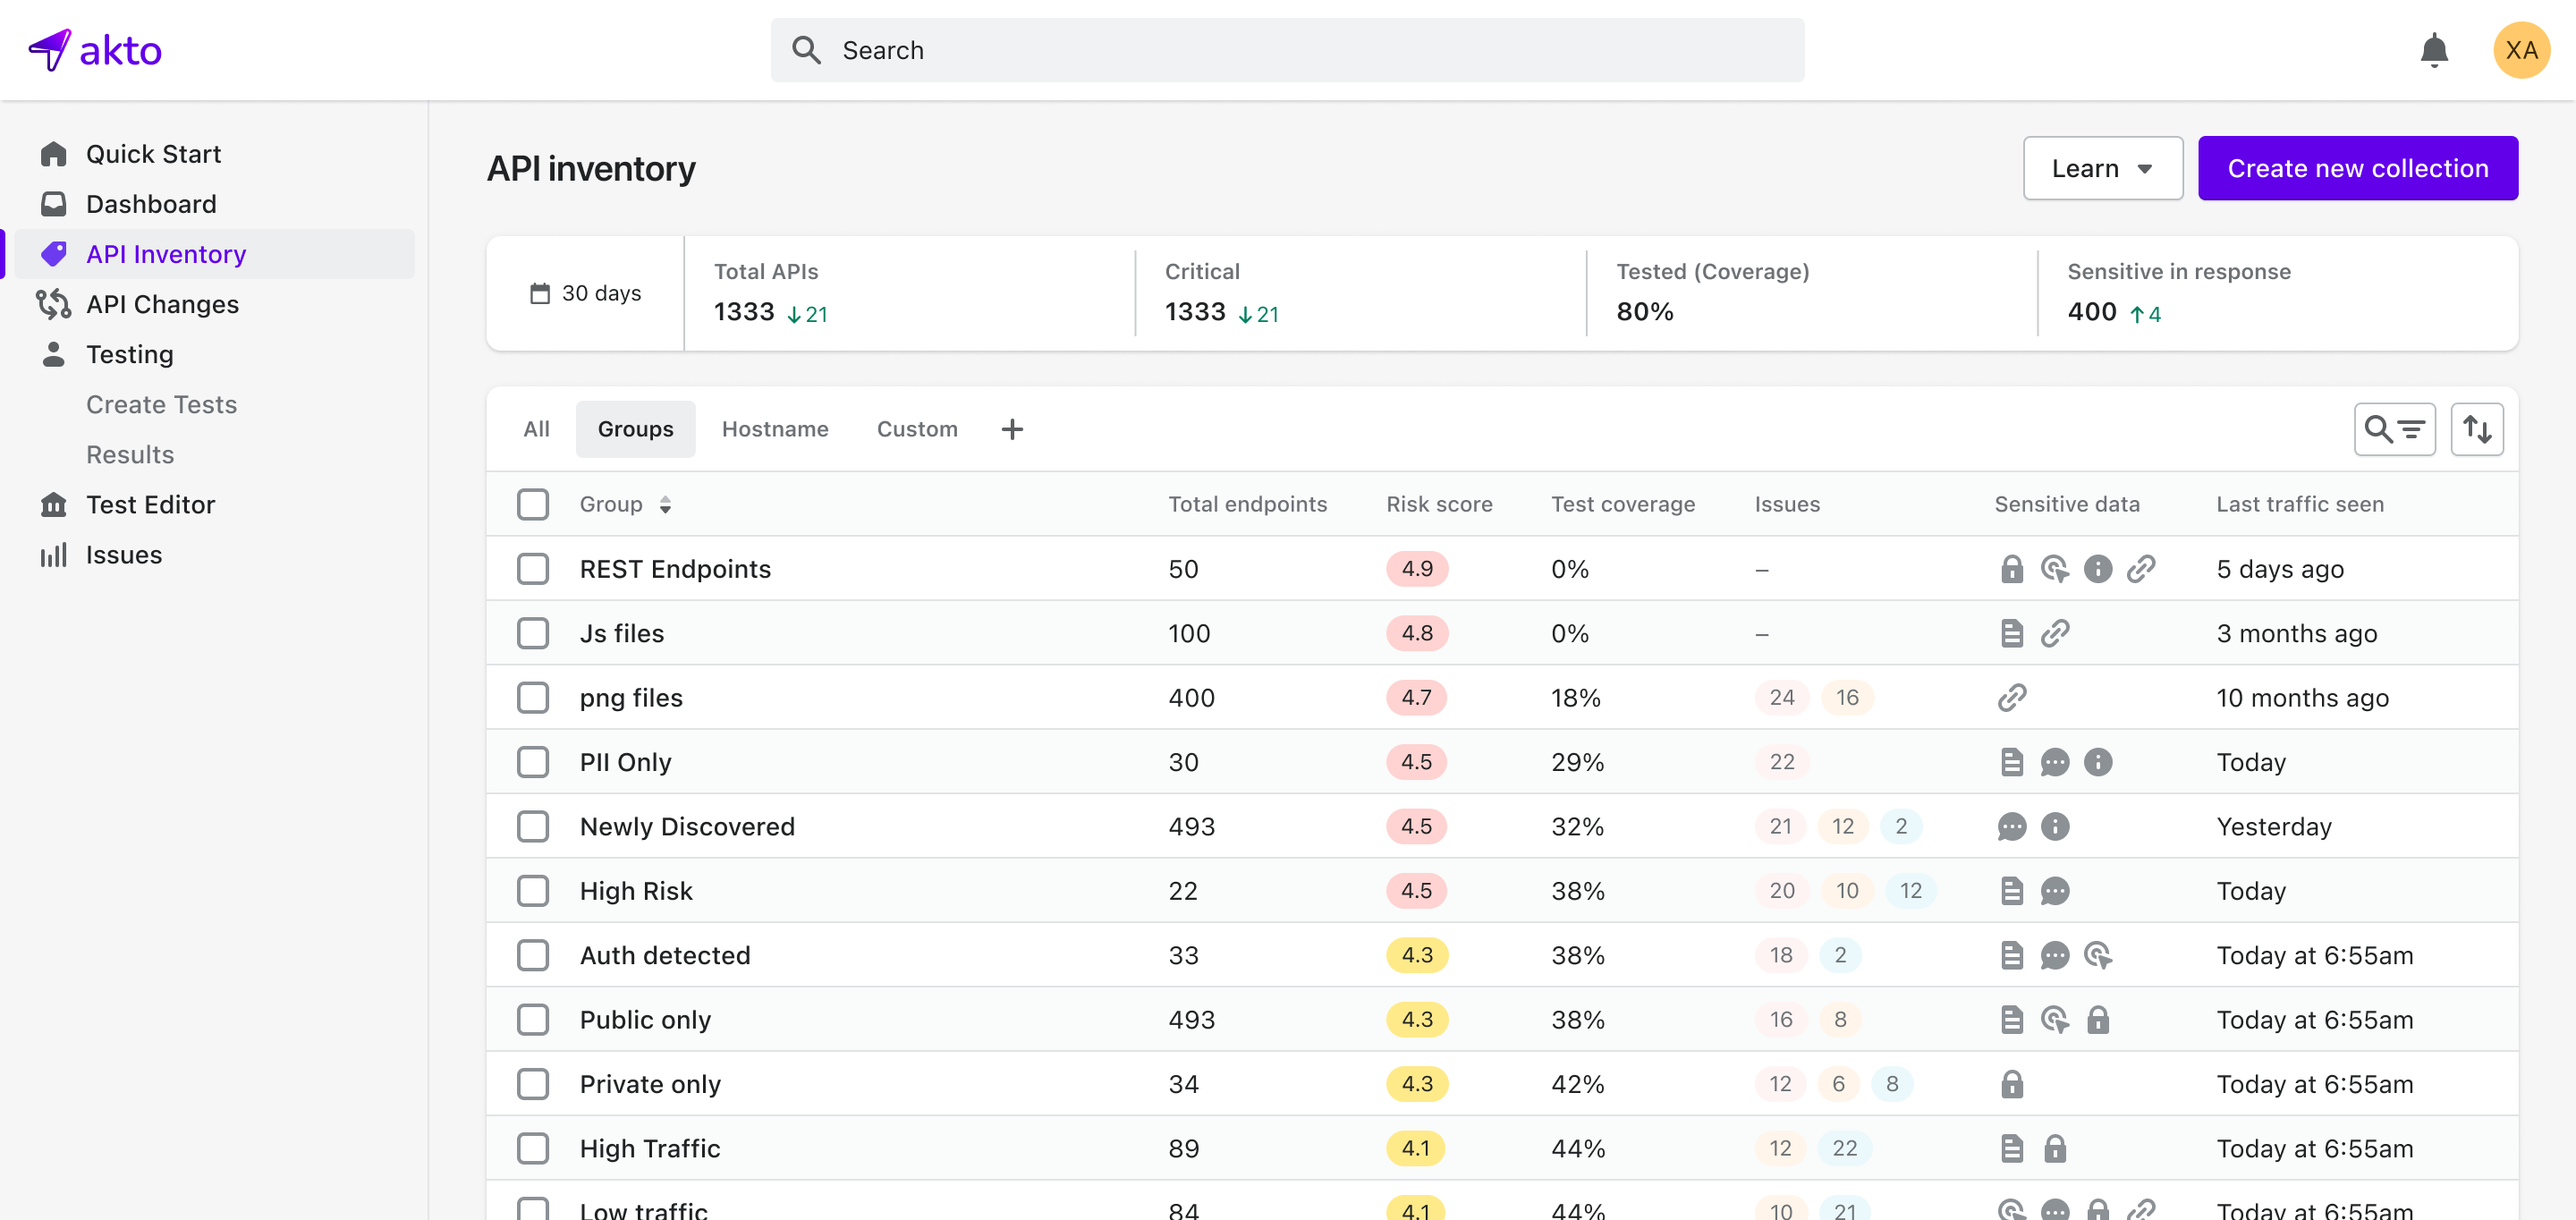 akto
Search
XA
Quick Start
Dashboard
API Inventory
API Changes
Testing
Create Tests
Results
Test Editor
Issues
API inventory
Learn
Create new collection
30 days
Total APIs
1333 ↓21
Critical
1333 ↓21
Tested (Coverage)
80%
Sensitive in response
400 ↑4
All Groups Hostname Custom +
Group Total endpoints Risk score Test coverage Issues Sensitive data Last traffic seen
REST Endpoints 50 4.9 0% – 5 days ago
Js files 100 4.8 0% – 3 months ago
png files 400 4.7 18% 24 16 10 months ago
PII Only 30 4.5 29% 22 Today
Newly Discovered 493 4.5 32% 21 12 2 Yesterday
High Risk 22 4.5 38% 20 10 12 Today
Auth detected 33 4.3 38% 18 2 Today at 6:55am
Public only 493 4.3 38% 16 8 Today at 6:55am
Private only 34 4.3 42% 12 6 8 Today at 6:55am
High Traffic 89 4.1 44% 12 22 Today at 6:55am
Low traffic 84 4.1 44% 10 21 Today at 6:55am